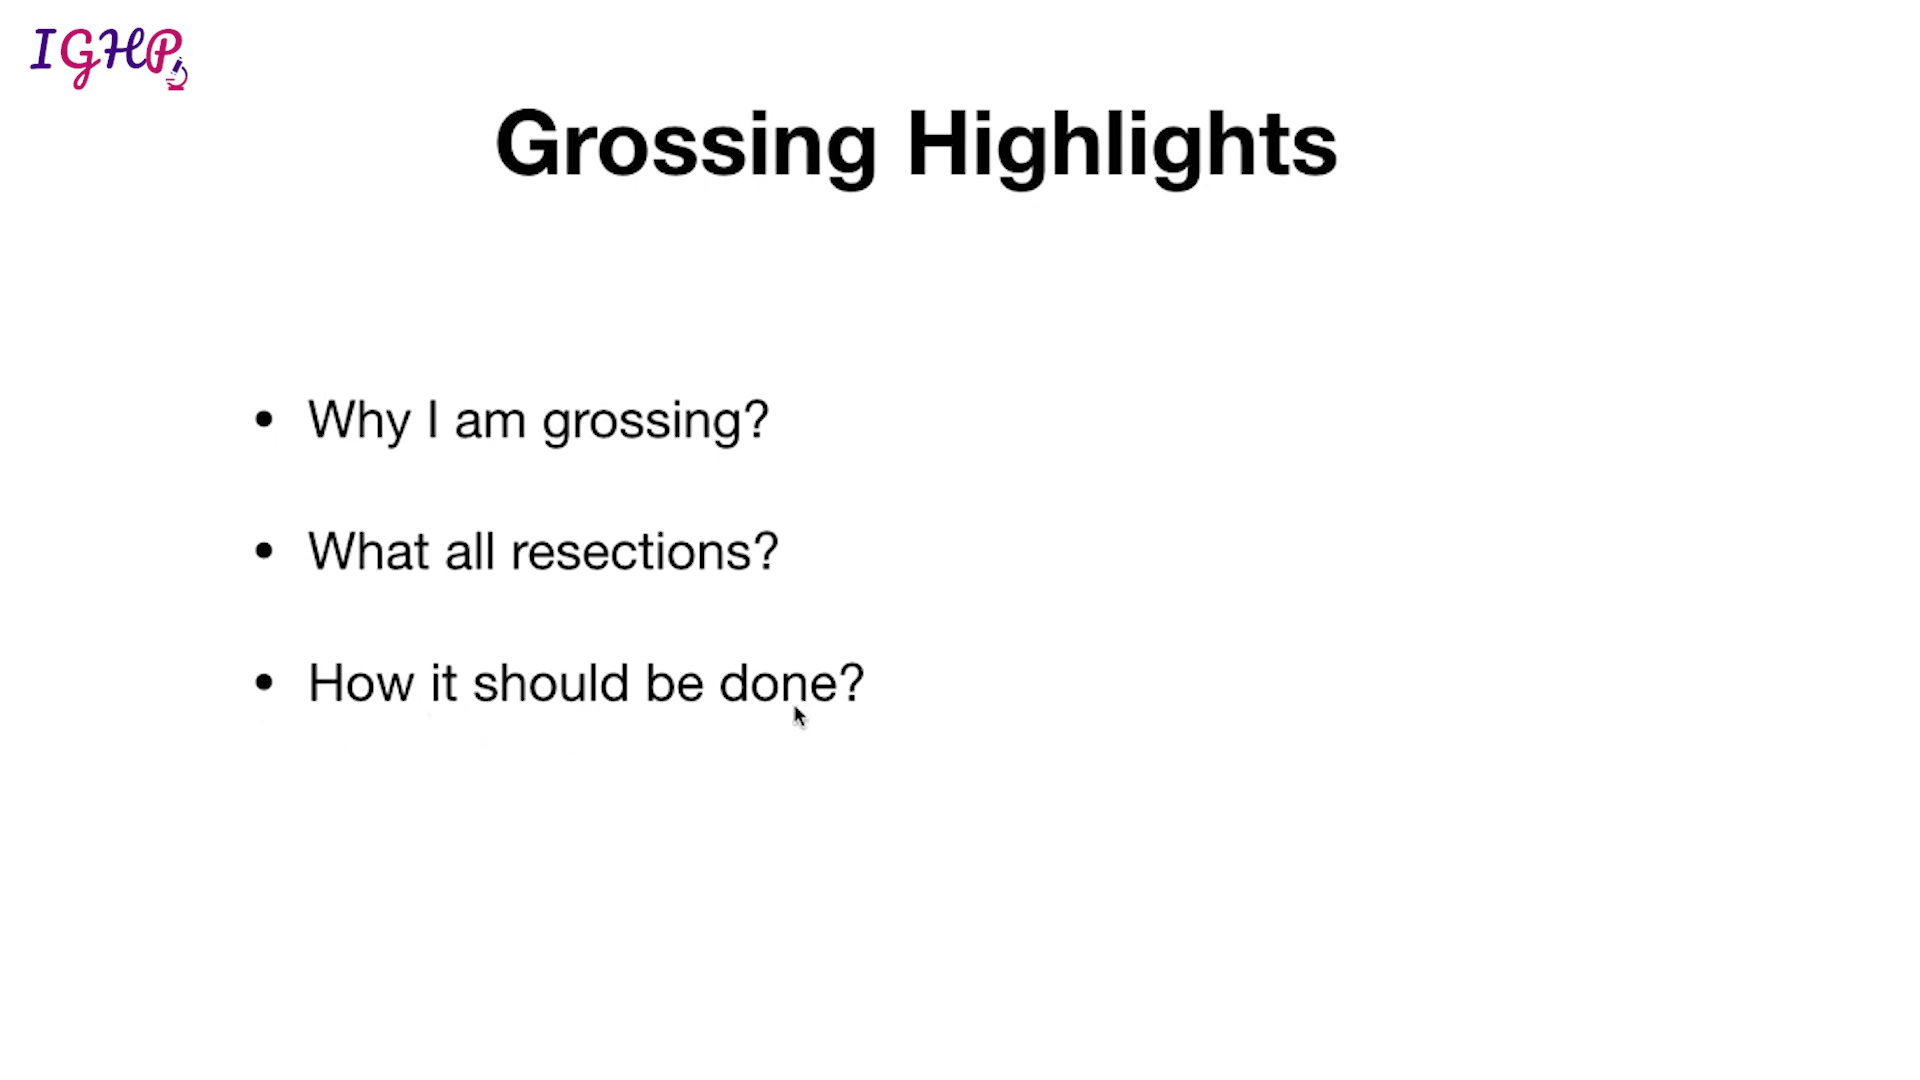 IGHP
Grossing Highlights
• Why I am grossing?
• What all resections?
• How it should be done?